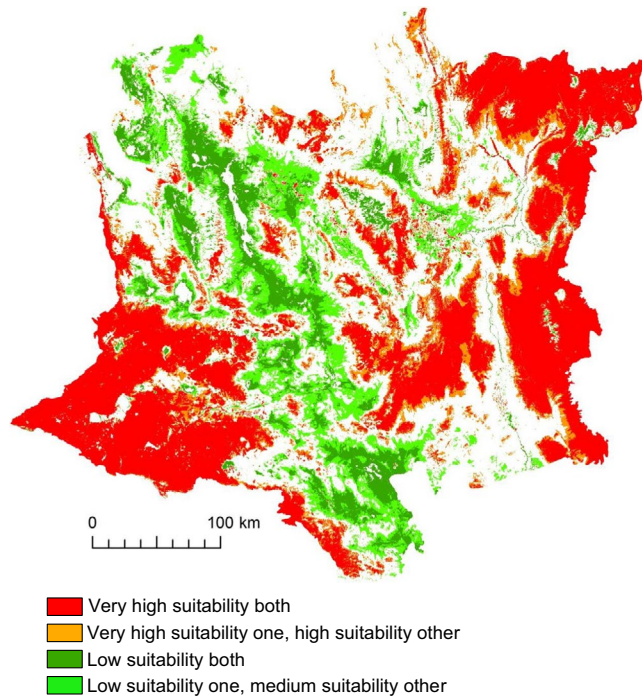 0 100 km
Very high suitability both
Very high suitability one, high suitability other
Low suitability both
Low suitability one, medium suitability other